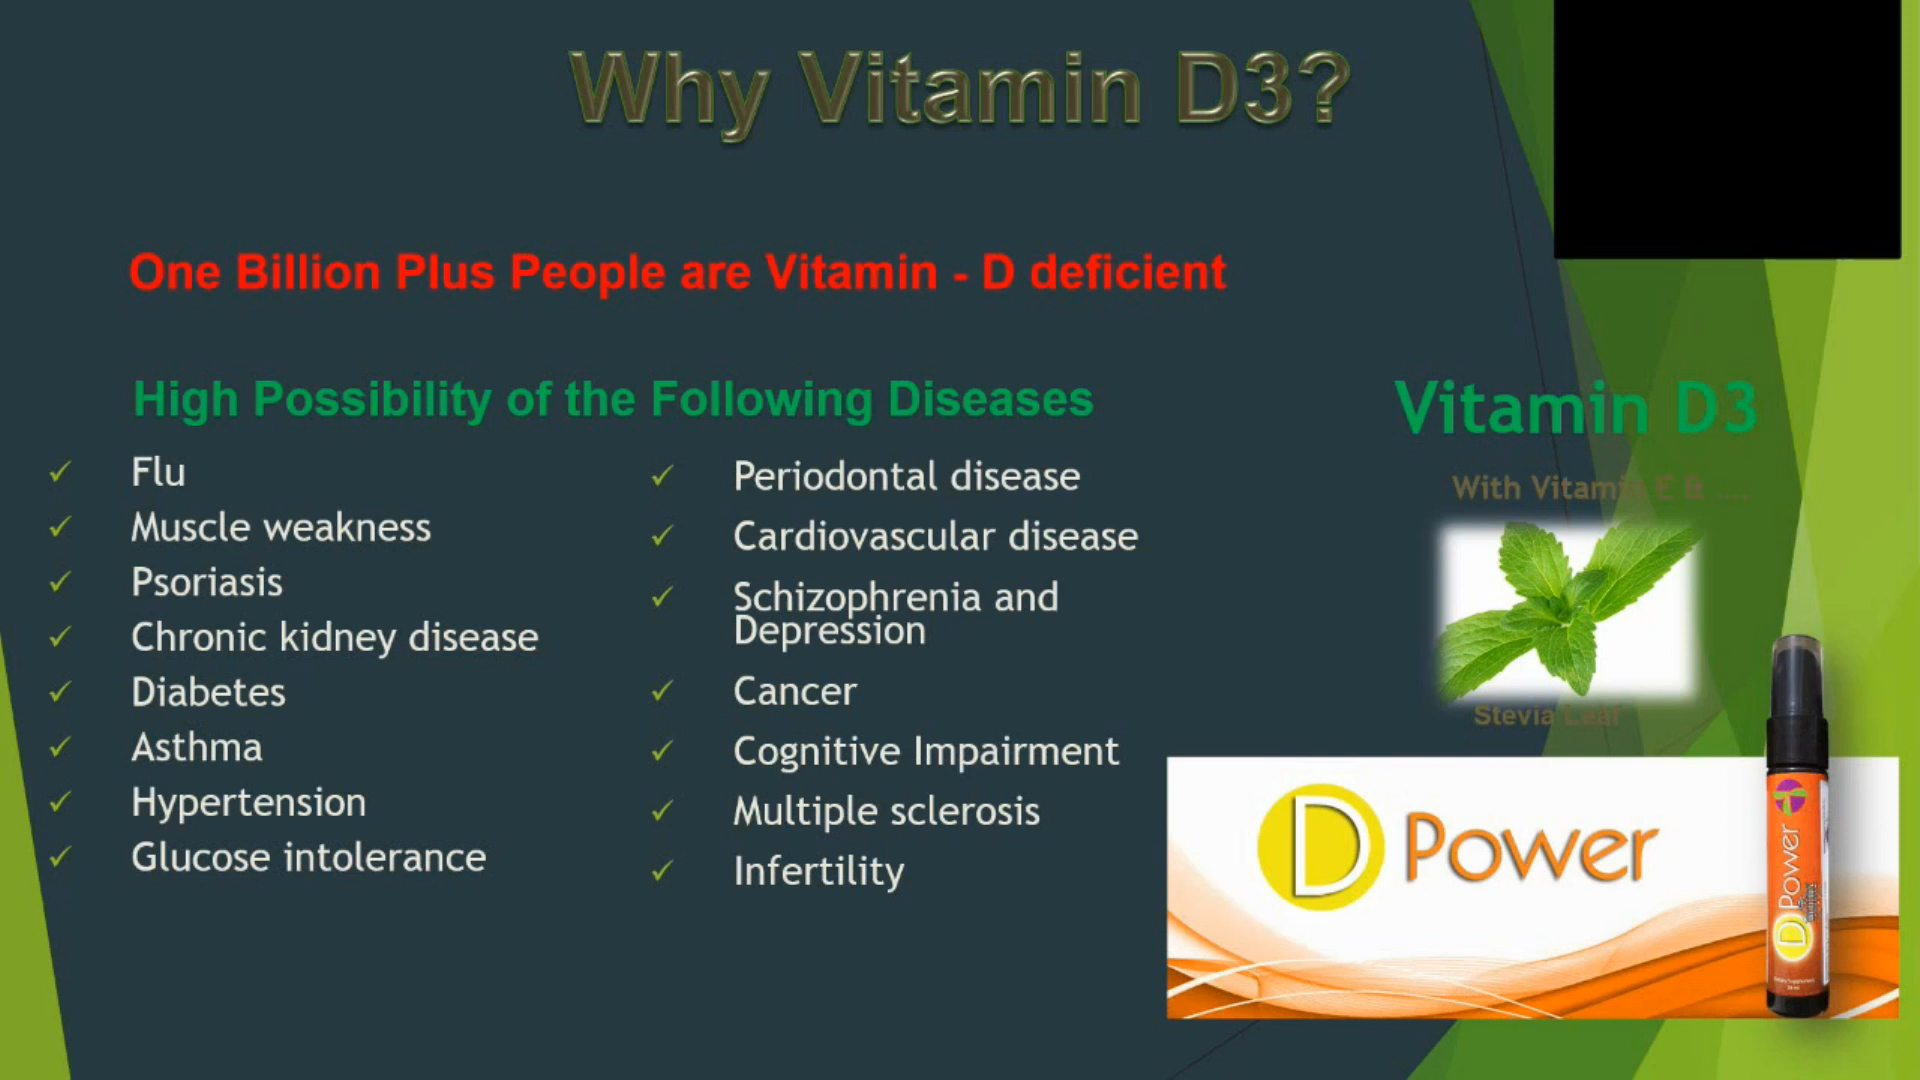 Why Vitamin D3?
One Billion Plus People are Vitamin - D deficient
High Possibility of the Following Diseases
Flu
Muscle weakness
Psoriasis
Chronic kidney disease
Diabetes
Asthma
Hypertension
Glucose intolerance
Periodontal disease
Cardiovascular disease
Schizophrenia and
Depression
Cancer
Cognitive Impairment
Multiple sclerosis
Infertility
Vitamin D3
With Vitamin E & ...
Stevia Leaf
D Power
D Power